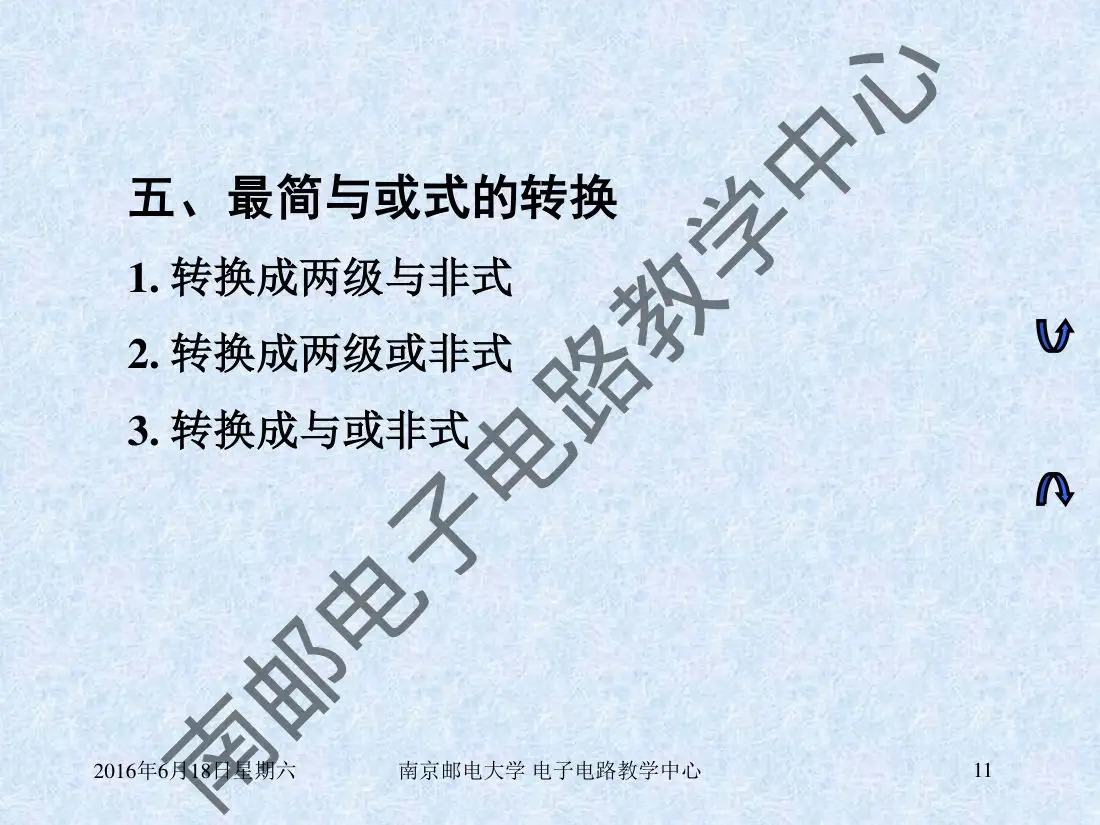 五、最简与或式的转换
1. 转换成两级与非式
2. 转换成两级或非式
3. 转换成与或非式
南邮电子电路教学中心
2016年6月18日星期六 南京邮电大学 电子电路教学中心 11